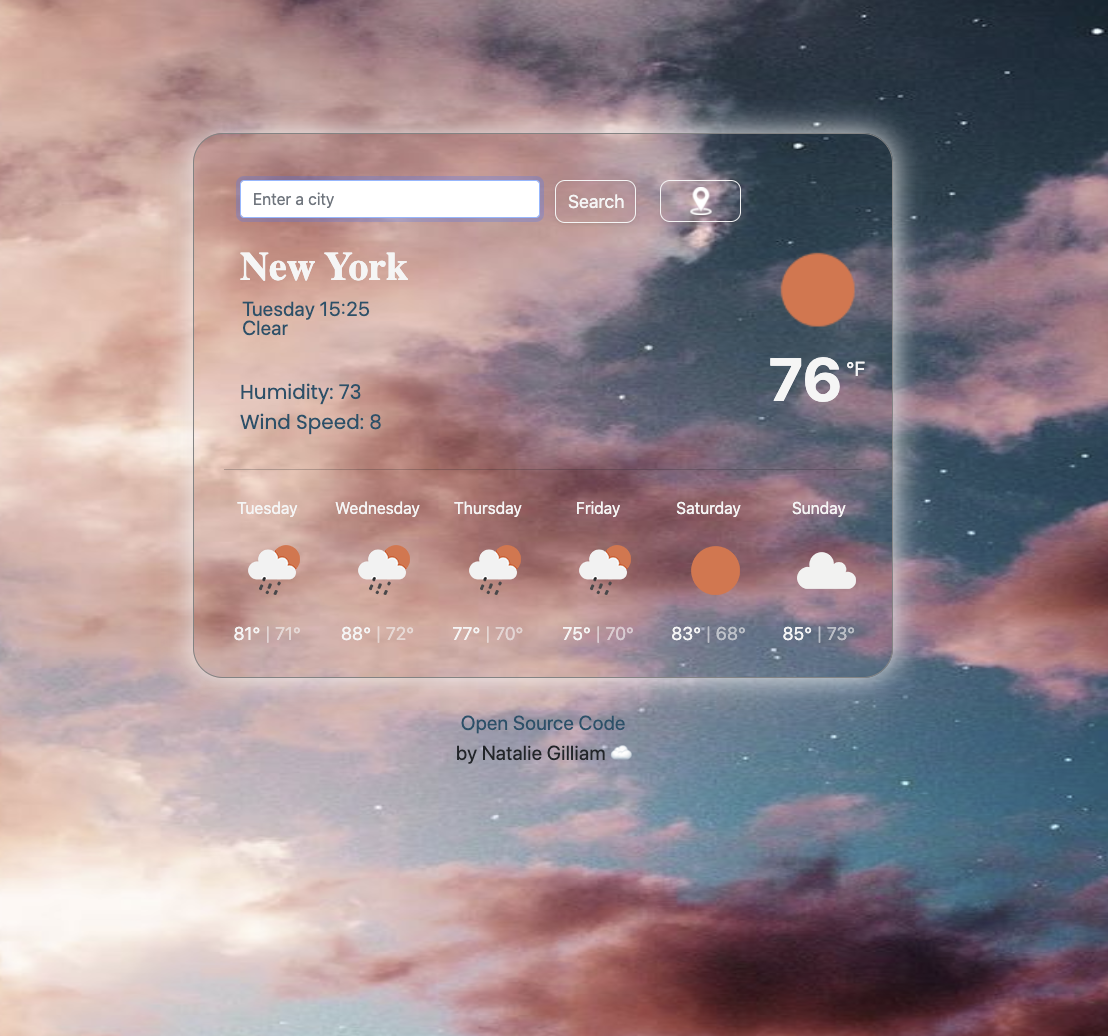 Enter a city
Search
New York
Tuesday 15:25
Clear
76 °F
Humidity: 73
Wind Speed: 8
Tuesday Wednesday Thursday Friday Saturday Sunday
81° | 71° 88° | 72° 77° | 70° 75° | 70° 83° | 68° 85° | 73°
Open Source Code
by Natalie Gilliam